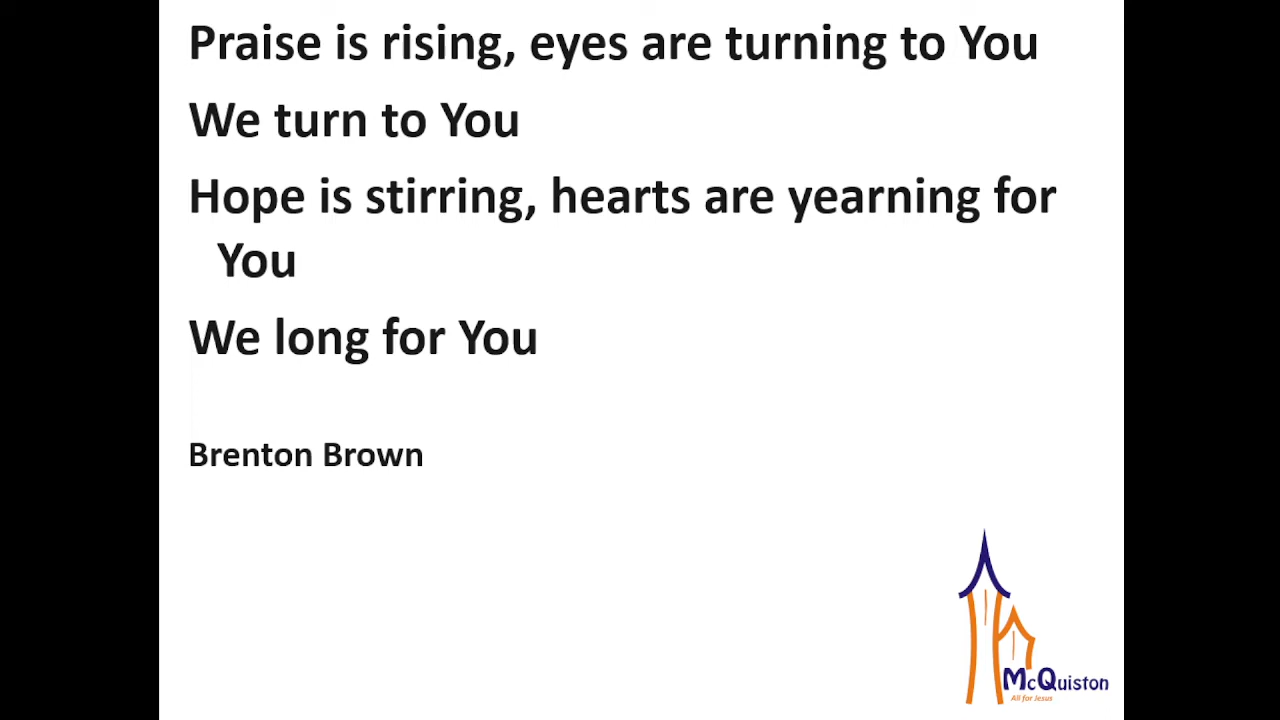 Praise is rising, eyes are turning to You
We turn to You
Hope is stirring, hearts are yearning for
You
We long for You
Brenton Brown
McQuiston
All for Jesus